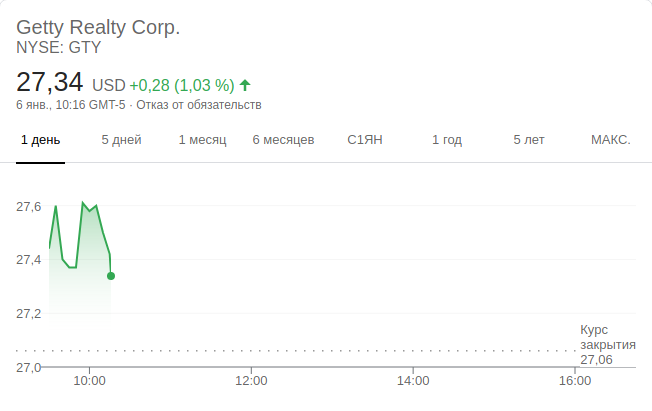 Getty Realty Corp.
NYSE: GTY
27,34 USD +0,28 (1,03 %)
6 янв., 10:16 GMT-5 · Отказ от обязательств
1 день 5 дней 1 месяц 6 месяцев С1ЯН 1 год 5 лет МАКС.
27,6
27,4
27,2
Курс
закрытия
27,06
27,0
10:00 12:00 14:00 16:00